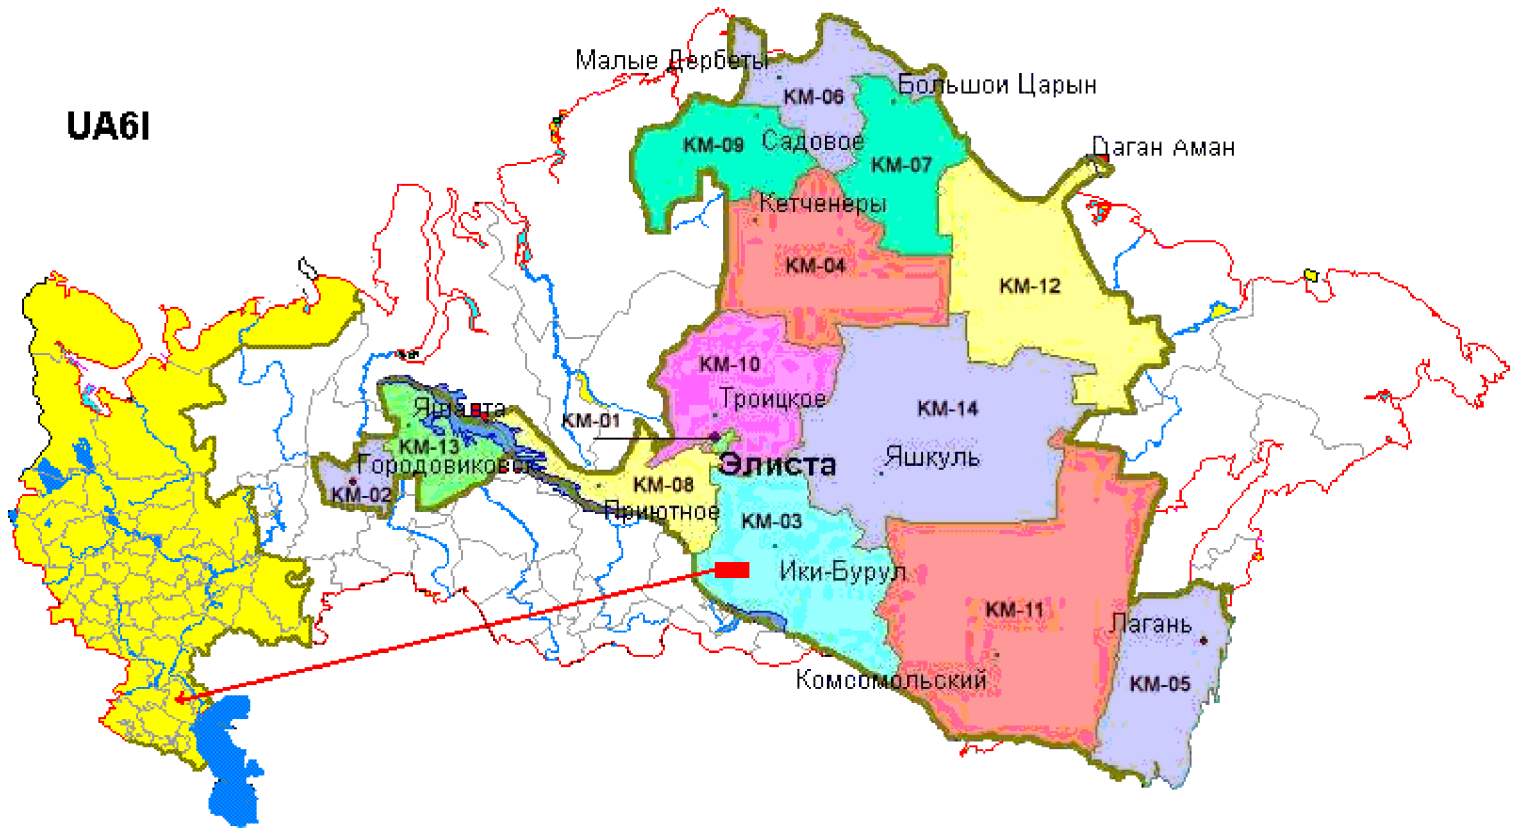 Малые Дербеты
Большои Царын
КМ-06
UA6I
КМ-09
Садовое
КМ-07
Цаган Аман
Кетченеры
КМ-04
КМ-12
КМ-10
Троицкое
КМ-14
Яшалта
КМ-01
КМ-13
Городовиковск
Элиста
Яшкуль
КМ-02
КМ-08
Приютное
КМ-03
Ики-Бурул
КМ-11
Лагань
Комсомольский
КМ-05